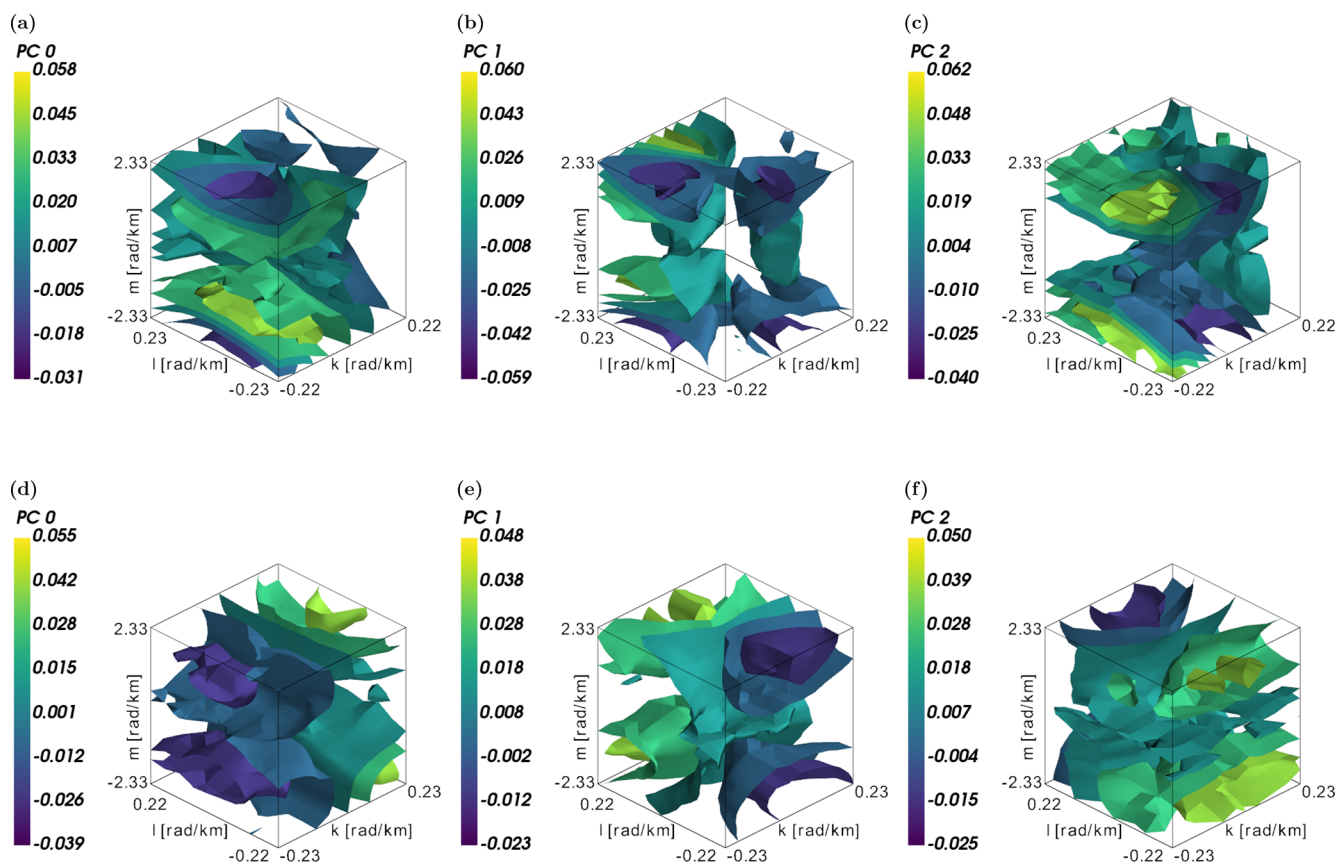 (a)
PC 0
0.058
0.045
0.033
0.020
0.007
-0.005
-0.018
-0.031
2.33
m [rad/km]
-2.33
0.23
l [rad/km]
-0.23
-0.22
k [rad/km]
0.22
(b)
PC 1
0.060
0.043
0.026
0.009
-0.008
-0.025
-0.042
-0.059
2.33
m [rad/km]
-2.33
0.23
l [rad/km]
-0.23
-0.22
k [rad/km]
0.22
(c)
PC 2
0.062
0.048
0.033
0.019
0.004
-0.010
-0.025
-0.040
2.33
m [rad/km]
-2.33
0.23
l [rad/km]
-0.23
-0.22
k [rad/km]
0.22
(d)
PC 0
0.055
0.042
0.028
0.015
0.001
-0.012
-0.026
-0.039
2.33
m [rad/km]
-2.33
0.22
l [rad/km]
-0.22
-0.23
k [rad/km]
0.23
(e)
PC 1
0.048
0.038
0.028
0.018
0.008
-0.002
-0.012
-0.023
2.33
m [rad/km]
-2.33
0.22
l [rad/km]
-0.22
-0.23
k [rad/km]
0.23
(f)
PC 2
0.050
0.039
0.029
0.018
0.007
-0.004
-0.015
-0.025
2.33
m [rad/km]
-2.33
0.22
l [rad/km]
-0.22
-0.23
k [rad/km]
0.23